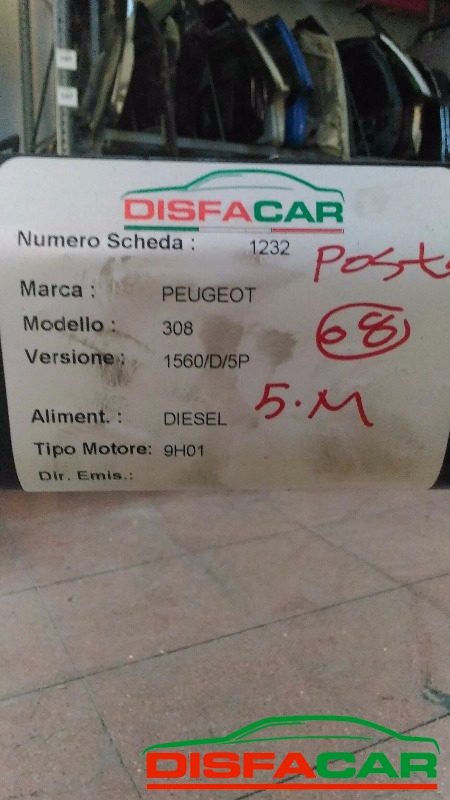 DISFACAR
Numero Scheda : 1232
Marca : PEUGEOT
Modello : 308
Versione : 1560/D/5P
Aliment. : DIESEL
Tipo Motore: 9H01
Dir. Emis.:
68
5.M
DISFACAR